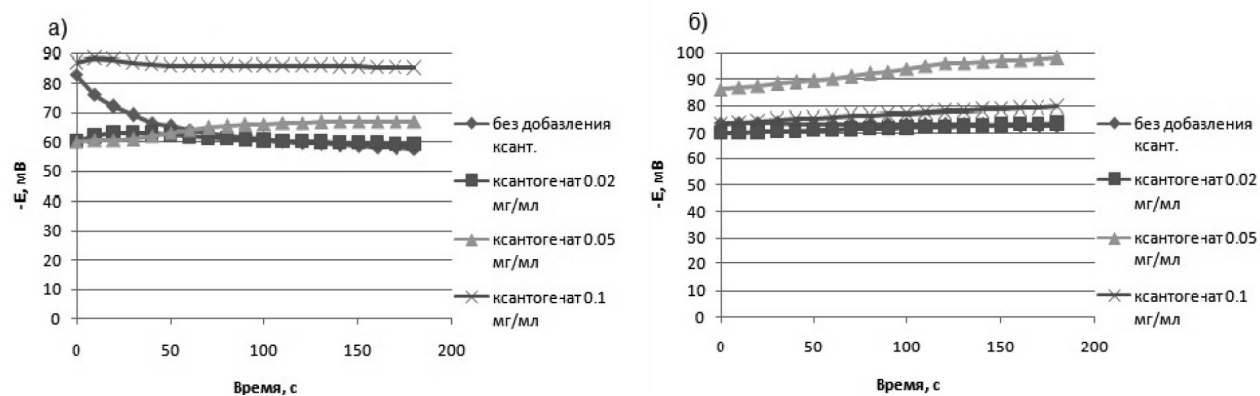 а)
90
80
70
60
50
40
30
20
10
0
0 50 100 150 200
-Е, мВ
Время, с
без добавления
ксант.
ксантогенат 0.02
мг/мл
ксантогенат 0.05
мг/мл
ксантогенат 0.1
мг/мл
б)
100
90
80
70
60
50
40
30
20
10
0
0 50 100 150 200
-Е, мВ
Время, с
без добавления
ксант.
ксантогенат 0.02
мг/мл
ксантогенат 0.05
мг/мл
ксантогенат 0.1
мг/мл